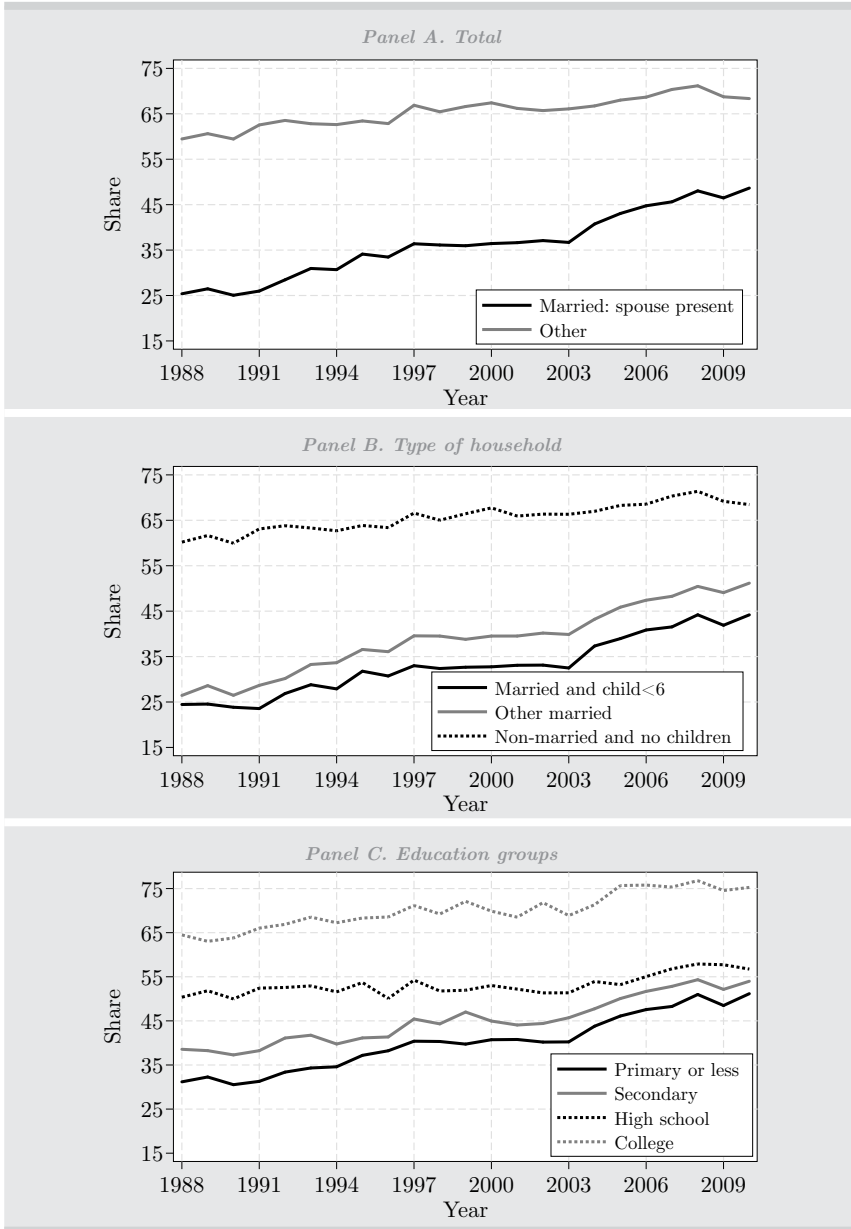 Panel A. Total
75
65
55
45
35
25
15
Share
Married: spouse present
Other
1988 1991 1994 1997 2000 2003 2006 2009
Year
Panel B. Type of household
75
65
55
45
35
25
15
Share
Married and child<6
Other married
Non-married and no children
1988 1991 1994 1997 2000 2003 2006 2009
Year
Panel C. Education groups
75
65
55
45
35
25
15
Share
Primary or less
Secondary
High school
College
1988 1991 1994 1997 2000 2003 2006 2009
Year